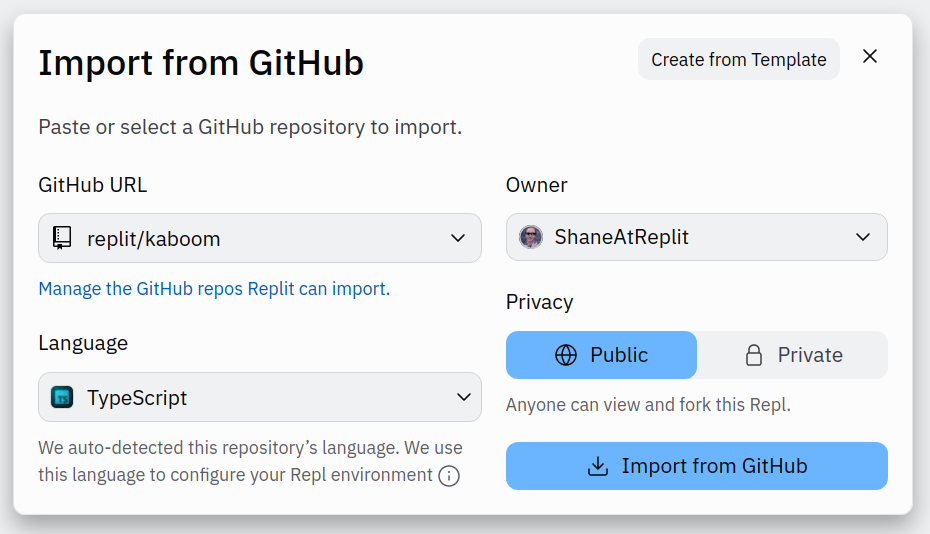 Import from GitHub
Create from Template
Paste or select a GitHub repository to import.
GitHub URL
replit/kaboom
Manage the GitHub repos Replit can import.
Language
TS
TypeScript
We auto-detected this repository’s language. We use
this language to configure your Repl environment
Owner
ShaneAtReplit
Privacy
Public
Private
Anyone can view and fork this Repl.
Import from GitHub